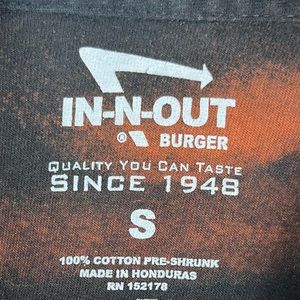 IN-N-OUT
® BURGER
QUALITY YOU CAN TASTE
SINCE 1948
S
100% COTTON PRE-SHRUNK
MADE IN HONDURAS
RN 152178